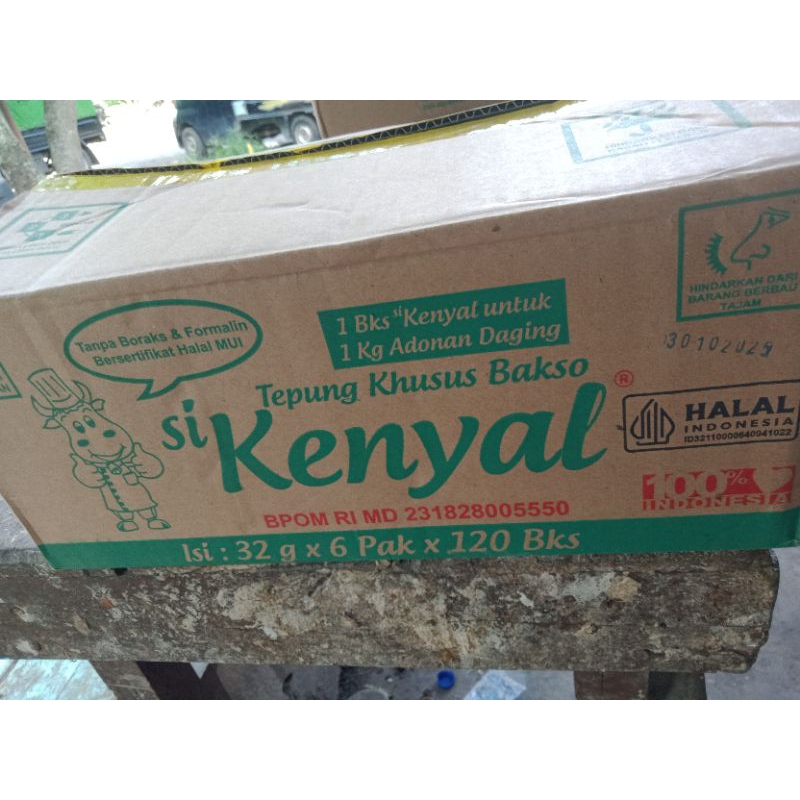 Tanpa Boraks & Formalin
Bersertifikat Halal MUI
1 Bks si Kenyal untuk
1 Kg Adonan Daging
Tepung Khusus Bakso
si Kenyal ®
BPOM RI MD 231828005550
Isi : 32 g x 6 Pak x 120 Bks
HINDARKAN DARI
BARANG BERBAU
TAJAM
HALAL
INDONESIA
ID32110000640941022
100%
INDONESIA